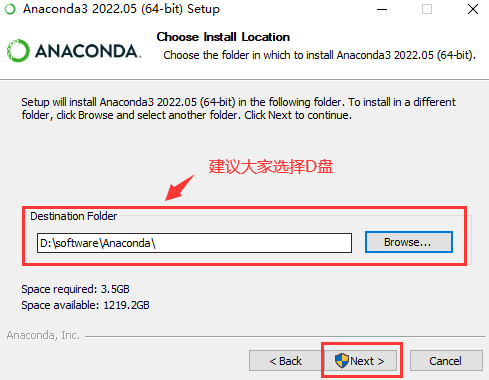 Anaconda3 2022.05 (64-bit) Setup
ANACONDA.
Choose Install Location
Choose the folder in which to install Anaconda3 2022.05 (64-bit).
Setup will install Anaconda3 2022.05 (64-bit) in the following folder. To install in a different
folder, click Browse and select another folder. Click Next to continue.
建议大家选择D盘
Destination Folder
D:\software\Anaconda\
Browse...
Space required: 3.5GB
Space available: 1219.2GB
Anaconda, Inc.
< Back
Next >
Cancel